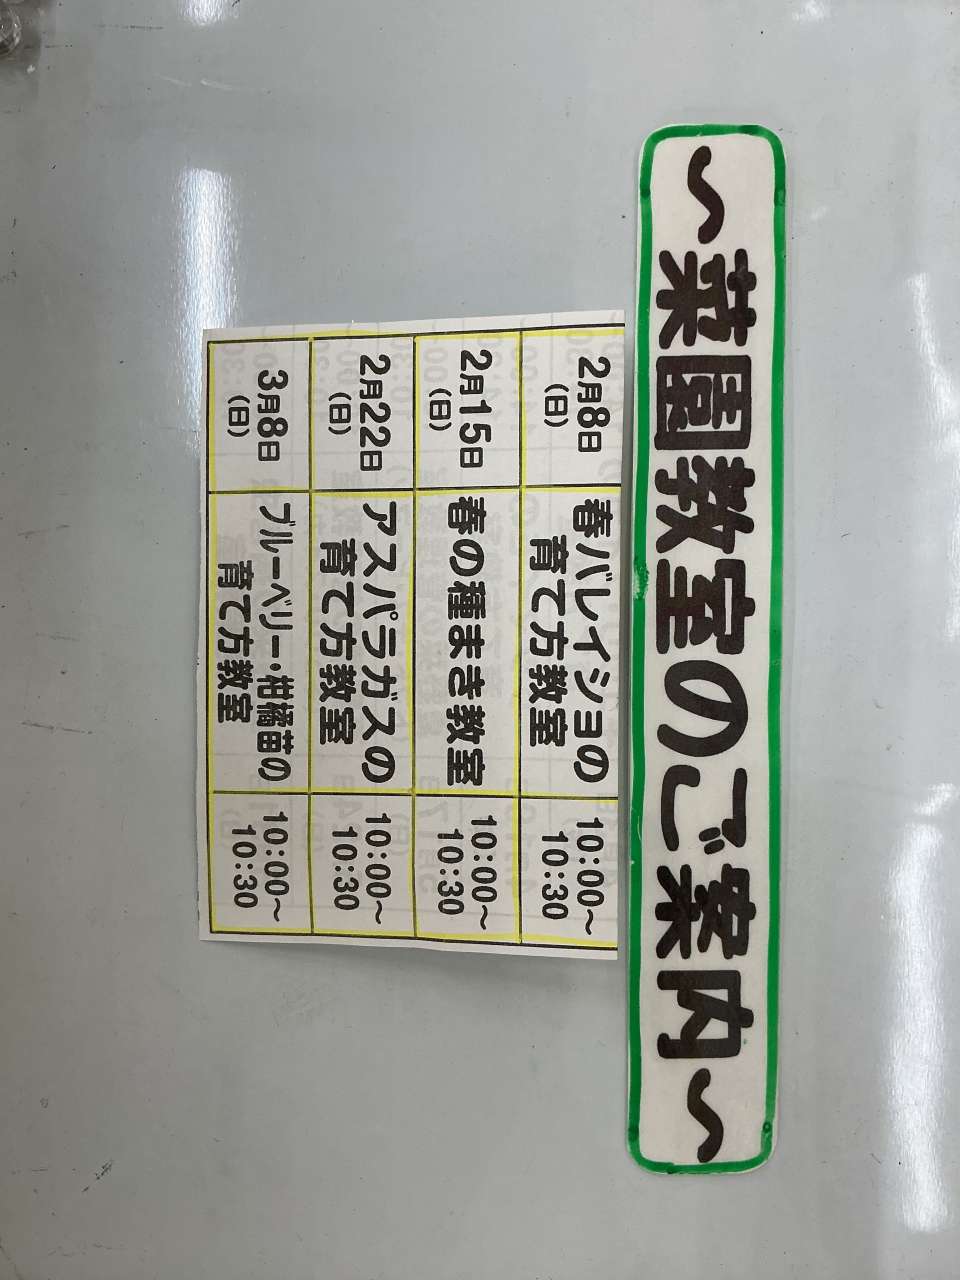 ～菜園教室のご案内～
2月8日
（日）
春バレイショの
育て方教室
10:00～
10:30
2月15日
（日）
春の種まき教室
10:00～
10:30
2月22日
（日）
アスパラガスの
育て方教室
10:00～
10:30
3月8日
（日）
ブルーベリー・柑橘苗の
育て方教室
10:00～
10:30